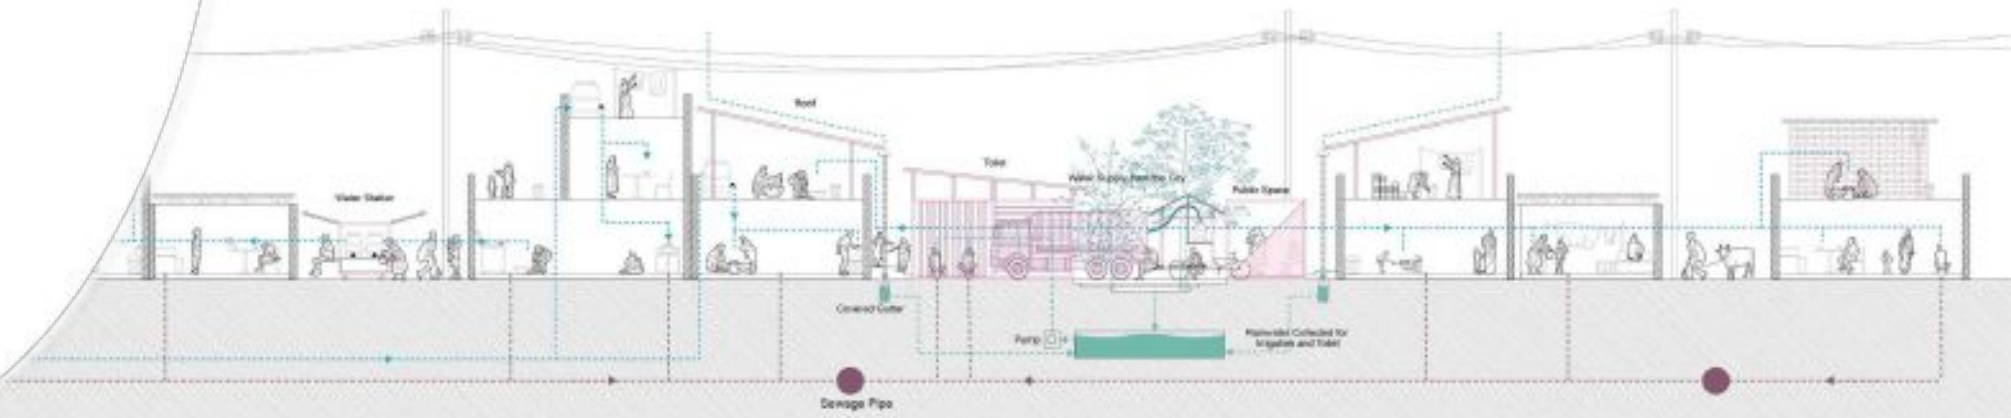 Roof
Water Station
Toilet
Water Supply from the City
Public Space
Covered Gutter
Pump
Rainwater Collected for
Irrigation and Toilet
Sewage Pipe